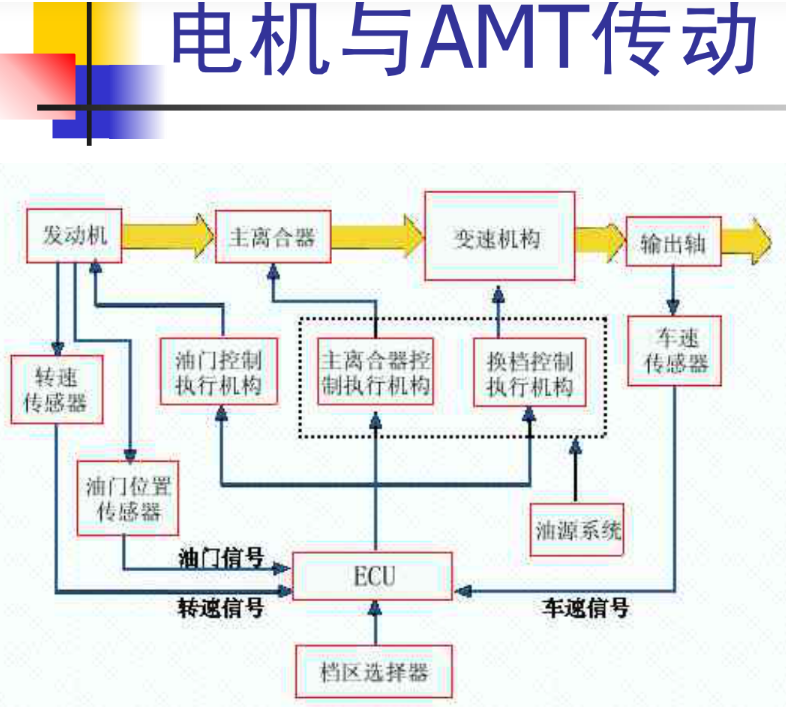 电机与AMT传动
发动机
主离合器
变速机构
输出轴
转速
传感器
油门控制
执行机构
主离合器控
制执行机构
换档控制
执行机构
车速
传感器
油门位置
传感器
油源系统
油门信号
ECU
转速信号
车速信号
档区选择器